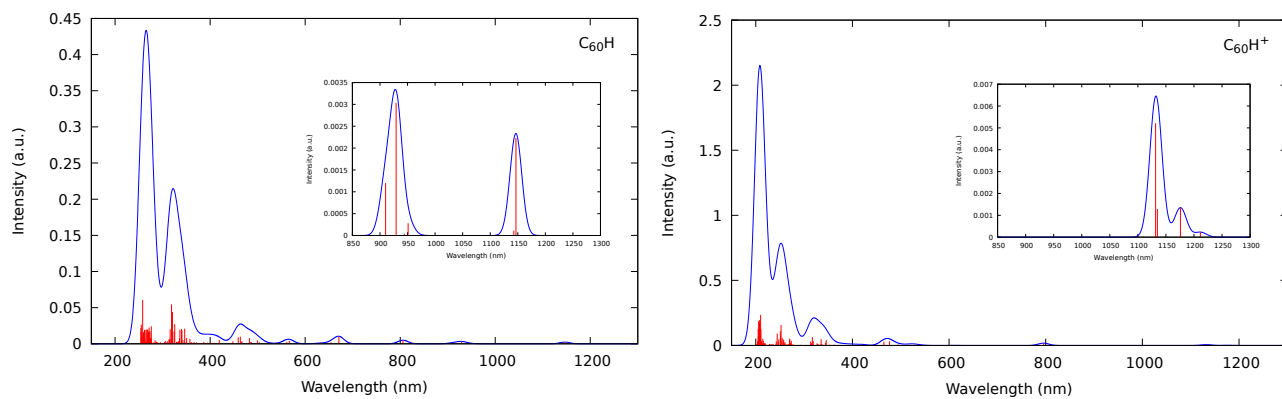 C₆₀H
Intensity (a.u.)
0.45
0.4
0.35
0.3
0.25
0.2
0.15
0.1
0.05
0
200 400 600 800 1000 1200
Wavelength (nm)
Intensity (a.u.)
0.0035
0.003
0.0025
0.002
0.0015
0.001
0.0005
0
850 900 950 1000 1050 1100 1150 1200 1250 1300
Wavelength (nm)
C₆₀H⁺
Intensity (a.u.)
2.5
2
1.5
1
0.5
0
200 400 600 800 1000 1200
Wavelength (nm)
Intensity (a.u.)
0.007
0.006
0.005
0.004
0.003
0.002
0.001
0
850 900 950 1000 1050 1100 1150 1200 1250 1300
Wavelength (nm)